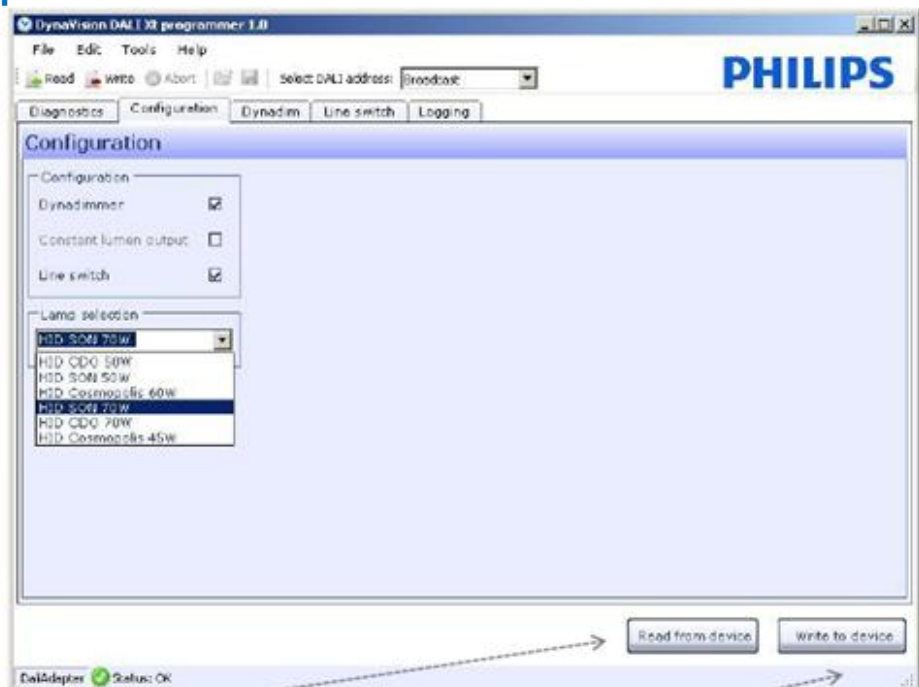 DynaVision DALI Xt programmer 1.0
File Edit Tools Help
Read Write Abort Select DALI address: Broadcast
PHILIPS
Diagnostics Configuration Dynadim Line switch Logging
Configuration
Configuration
Dynadimmer
Constant lumen output
Line switch
Lamp selection
HID SON 70W
HID CDO 50W
HID SON 50W
HID Cosmopolis 60W
HID SON 70W
HID CDO 70W
HID Cosmopolis 45W
Read from device Write to device
DaliAdapter Status: OK